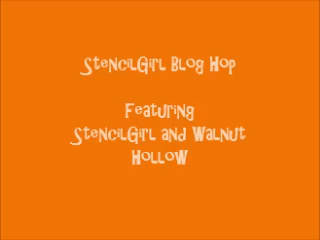 StencilGirl Blog Hop
Featuring
StencilGirl and Walnut
Hollow